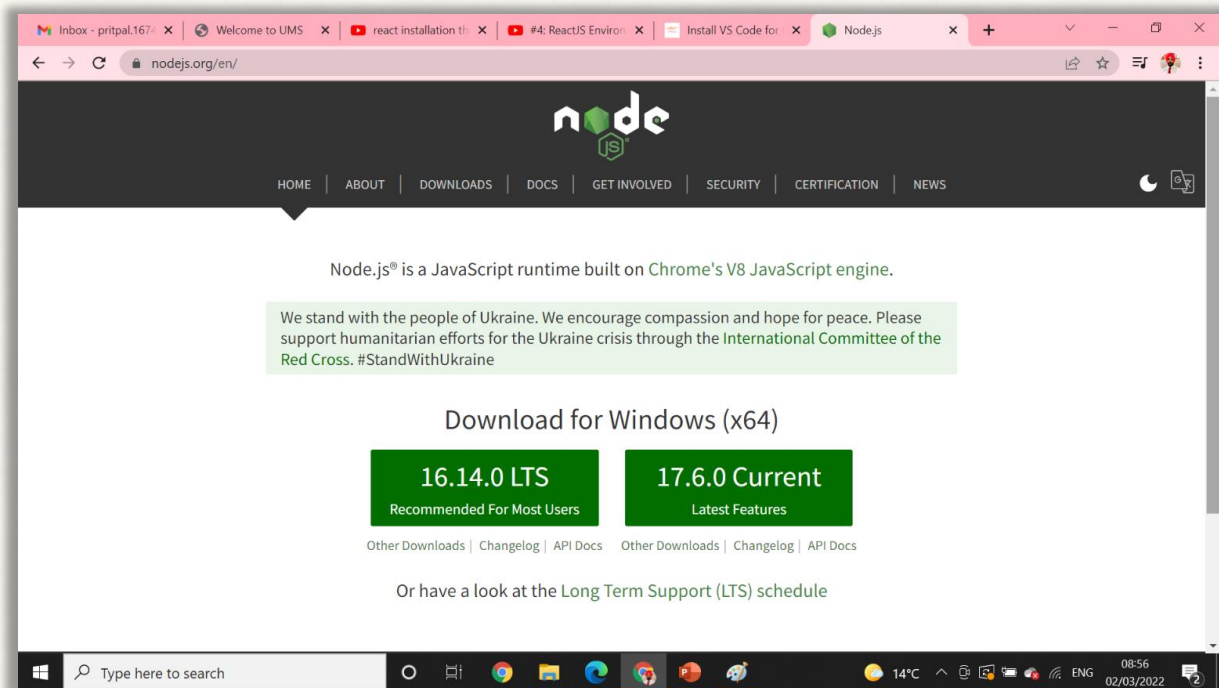 Inbox - pritpal.1674
Welcome to UMS
react installation th
#4: ReactJS Environ
Install VS Code for
Node.js
nodejs.org/en/
node
JS
HOME | ABOUT | DOWNLOADS | DOCS | GET INVOLVED | SECURITY | CERTIFICATION | NEWS
Node.js® is a JavaScript runtime built on Chrome's V8 JavaScript engine.
We stand with the people of Ukraine. We encourage compassion and hope for peace. Please
support humanitarian efforts for the Ukraine crisis through the International Committee of the
Red Cross. #StandWithUkraine
Download for Windows (x64)
16.14.0 LTS
Recommended For Most Users
17.6.0 Current
Latest Features
Other Downloads | Changelog | API Docs
Other Downloads | Changelog | API Docs
Or have a look at the Long Term Support (LTS) schedule
Type here to search
14°C
ENG
08:56
02/03/2022
2